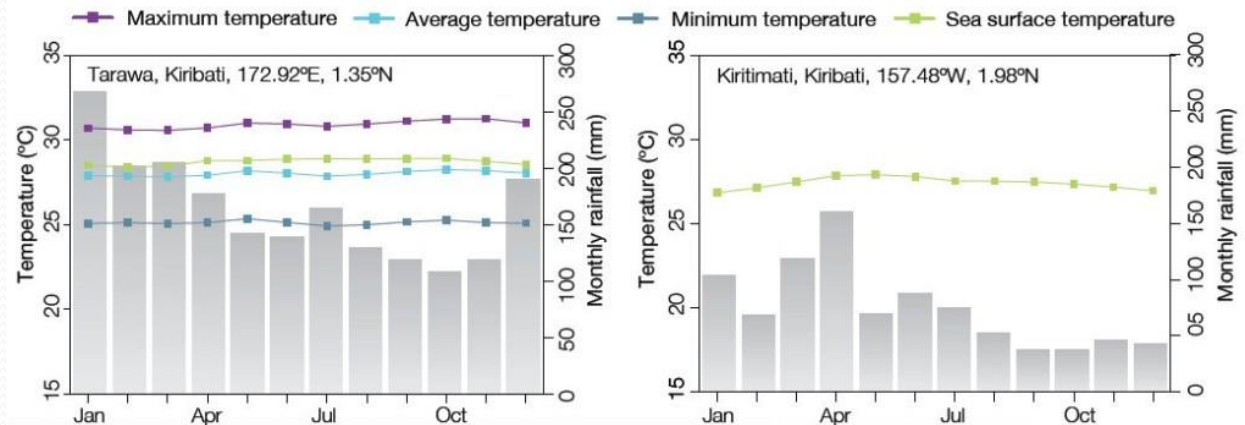 Maximum temperature Average temperature Minimum temperature Sea surface temperature
Tarawa, Kiribati, 172.92ºE, 1.35ºN
Temperature (ºC)
35
30
25
20
15
Monthly rainfall (mm)
300
250
200
150
100
50
0
Jan Apr Jul Oct
Kiritimati, Kiribati, 157.48ºW, 1.98ºN
Temperature (ºC)
35
30
25
20
15
Monthly rainfall (mm)
300
250
200
150
100
05
0
Jan Apr Jul Oct